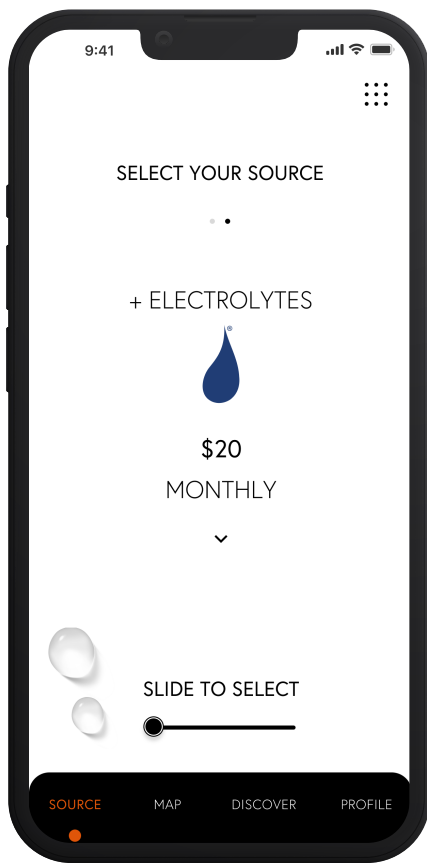 9:41
SELECT YOUR SOURCE
+ ELECTROLYTES
®
$20
MONTHLY
SLIDE TO SELECT
SOURCE MAP DISCOVER PROFILE